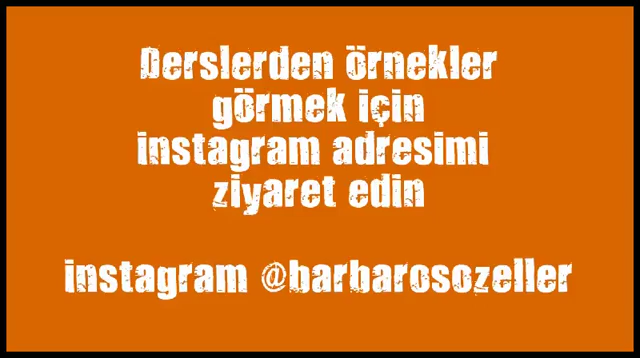 Derslerden örnekler
görmek için
instagram adresimi
ziyaret edin
instagram @barbarosozeller